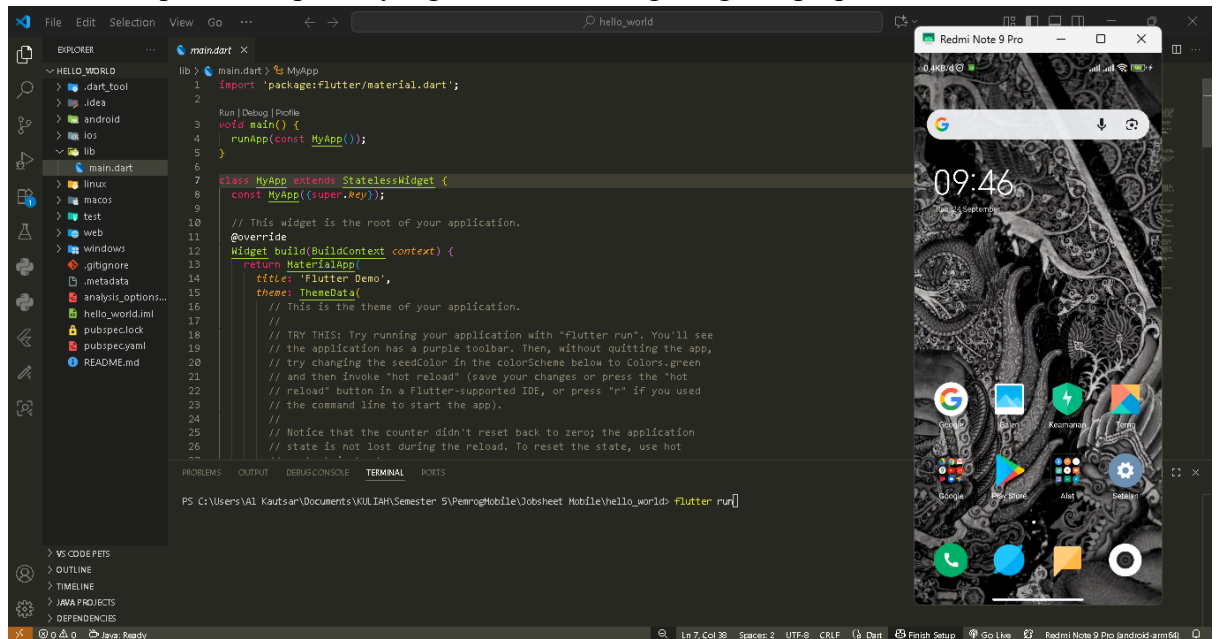 File Edit Selection View Go ··· hello_world
EXPLORER ···
HELLO_WORLD
.dart_tool
.idea
android
ios
lib
main.dart
linux
macos
test
web
windows
.gitignore
.metadata
analysis_options...
hello_world.iml
pubspec.lock
pubspec.yaml
README.md
VS CODE PETS
OUTLINE
TIMELINE
JAVA PROJECTS
DEPENDENCIES
main.dart
lib > main.dart > MyApp
1 import 'package:flutter/material.dart';
2
Run | Debug | Profile
3 void main() {
4 runApp(const MyApp());
5 }
6
7 class MyApp extends StatelessWidget {
8 const MyApp({super.key});
9
10 // This widget is the root of your application.
11 @override
12 Widget build(BuildContext context) {
13 return MaterialApp(
14 title: 'Flutter Demo',
15 theme: ThemeData(
16 // This is the theme of your application.
17 //
18 // TRY THIS: Try running your application with "flutter run". You'll see
19 // the application has a purple toolbar. Then, without quitting the app,
20 // try changing the seedColor in the colorScheme below to Colors.green
21 // and then invoke "hot reload" (save your changes or press the "hot
22 // reload" button in a Flutter-supported IDE, or press "r" if you used
23 // the command line to start the app).
24 //
25 // Notice that the counter didn't reset back to zero; the application
26 // state is not lost during the reload. To reset the state, use hot
PROBLEMS OUTPUT DEBUG CONSOLE TERMINAL PORTS
PS C:\Users\Al Kautsar\Documents\KULIAH\Semester 5\PemrogMobile\Jobsheet Mobile\hello_world> flutter run
Redmi Note 9 Pro
0,4KB/d
09:46
24 September
Google Galeri Keamanan Tema
Google Play Store Alat Setelan
0 0 Java: Ready
Ln 7, Col 38 Spaces: 2 UTF-8 CRLF Dart Finish Setup Go Live Redmi Note 9 Pro (android-arm64)